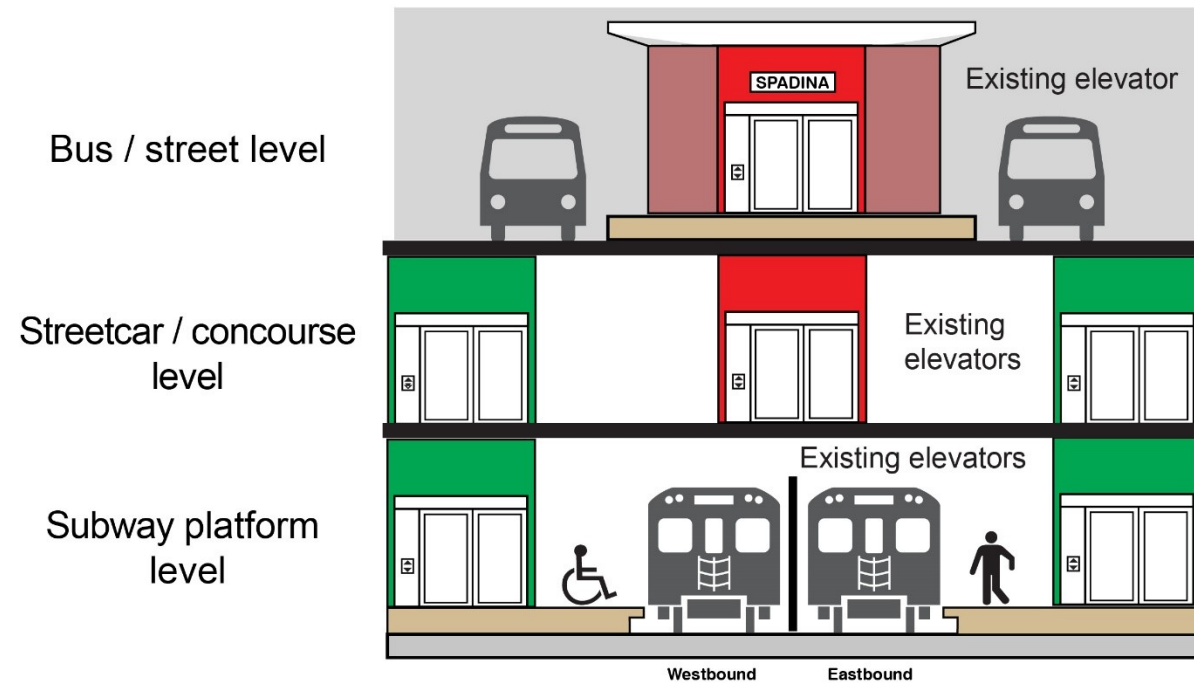 SPADINA
Existing elevator
Bus / street level
Streetcar / concourse
level
Existing
elevators
Existing elevators
Subway platform
level
Westbound
Eastbound